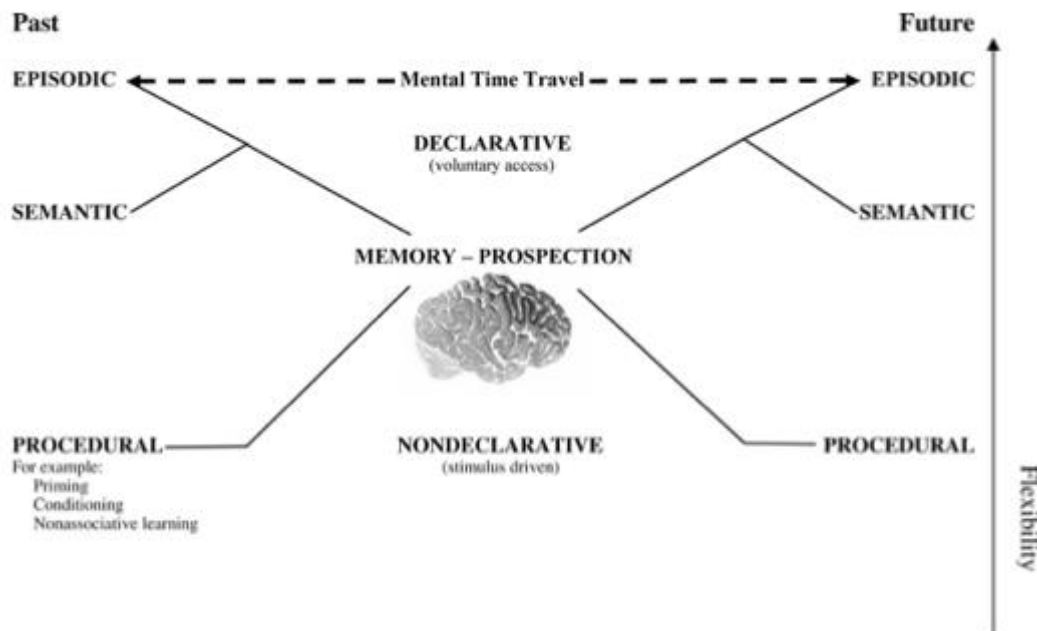 Past
Future
EPISODIC
Mental Time Travel
EPISODIC
DECLARATIVE
(voluntary access)
SEMANTIC
SEMANTIC
MEMORY – PROSPECTION
PROCEDURAL
NONDECLARATIVE
PROCEDURAL
For example:
(stimulus driven)
Priming
Conditioning
Nonassociative learning
Flexibility